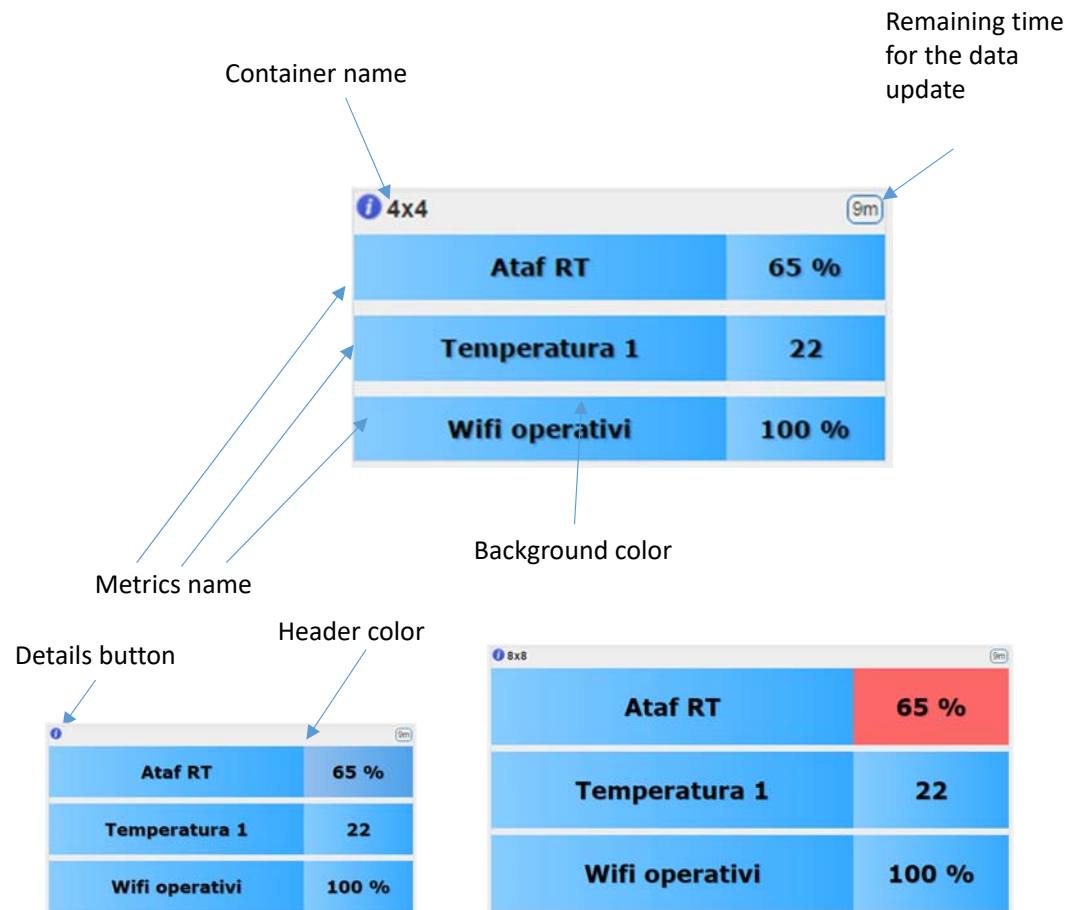 Remaining time
for the data
update
Container name
i 4x4 9m
Ataf RT 65 %
Temperatura 1 22
Wifi operativi 100 %
Background color
Metrics name
Header color
Details button
i 9m
Ataf RT 65 %
Temperatura 1 22
Wifi operativi 100 %
i 8x8 9m
Ataf RT 65 %
Temperatura 1 22
Wifi operativi 100 %